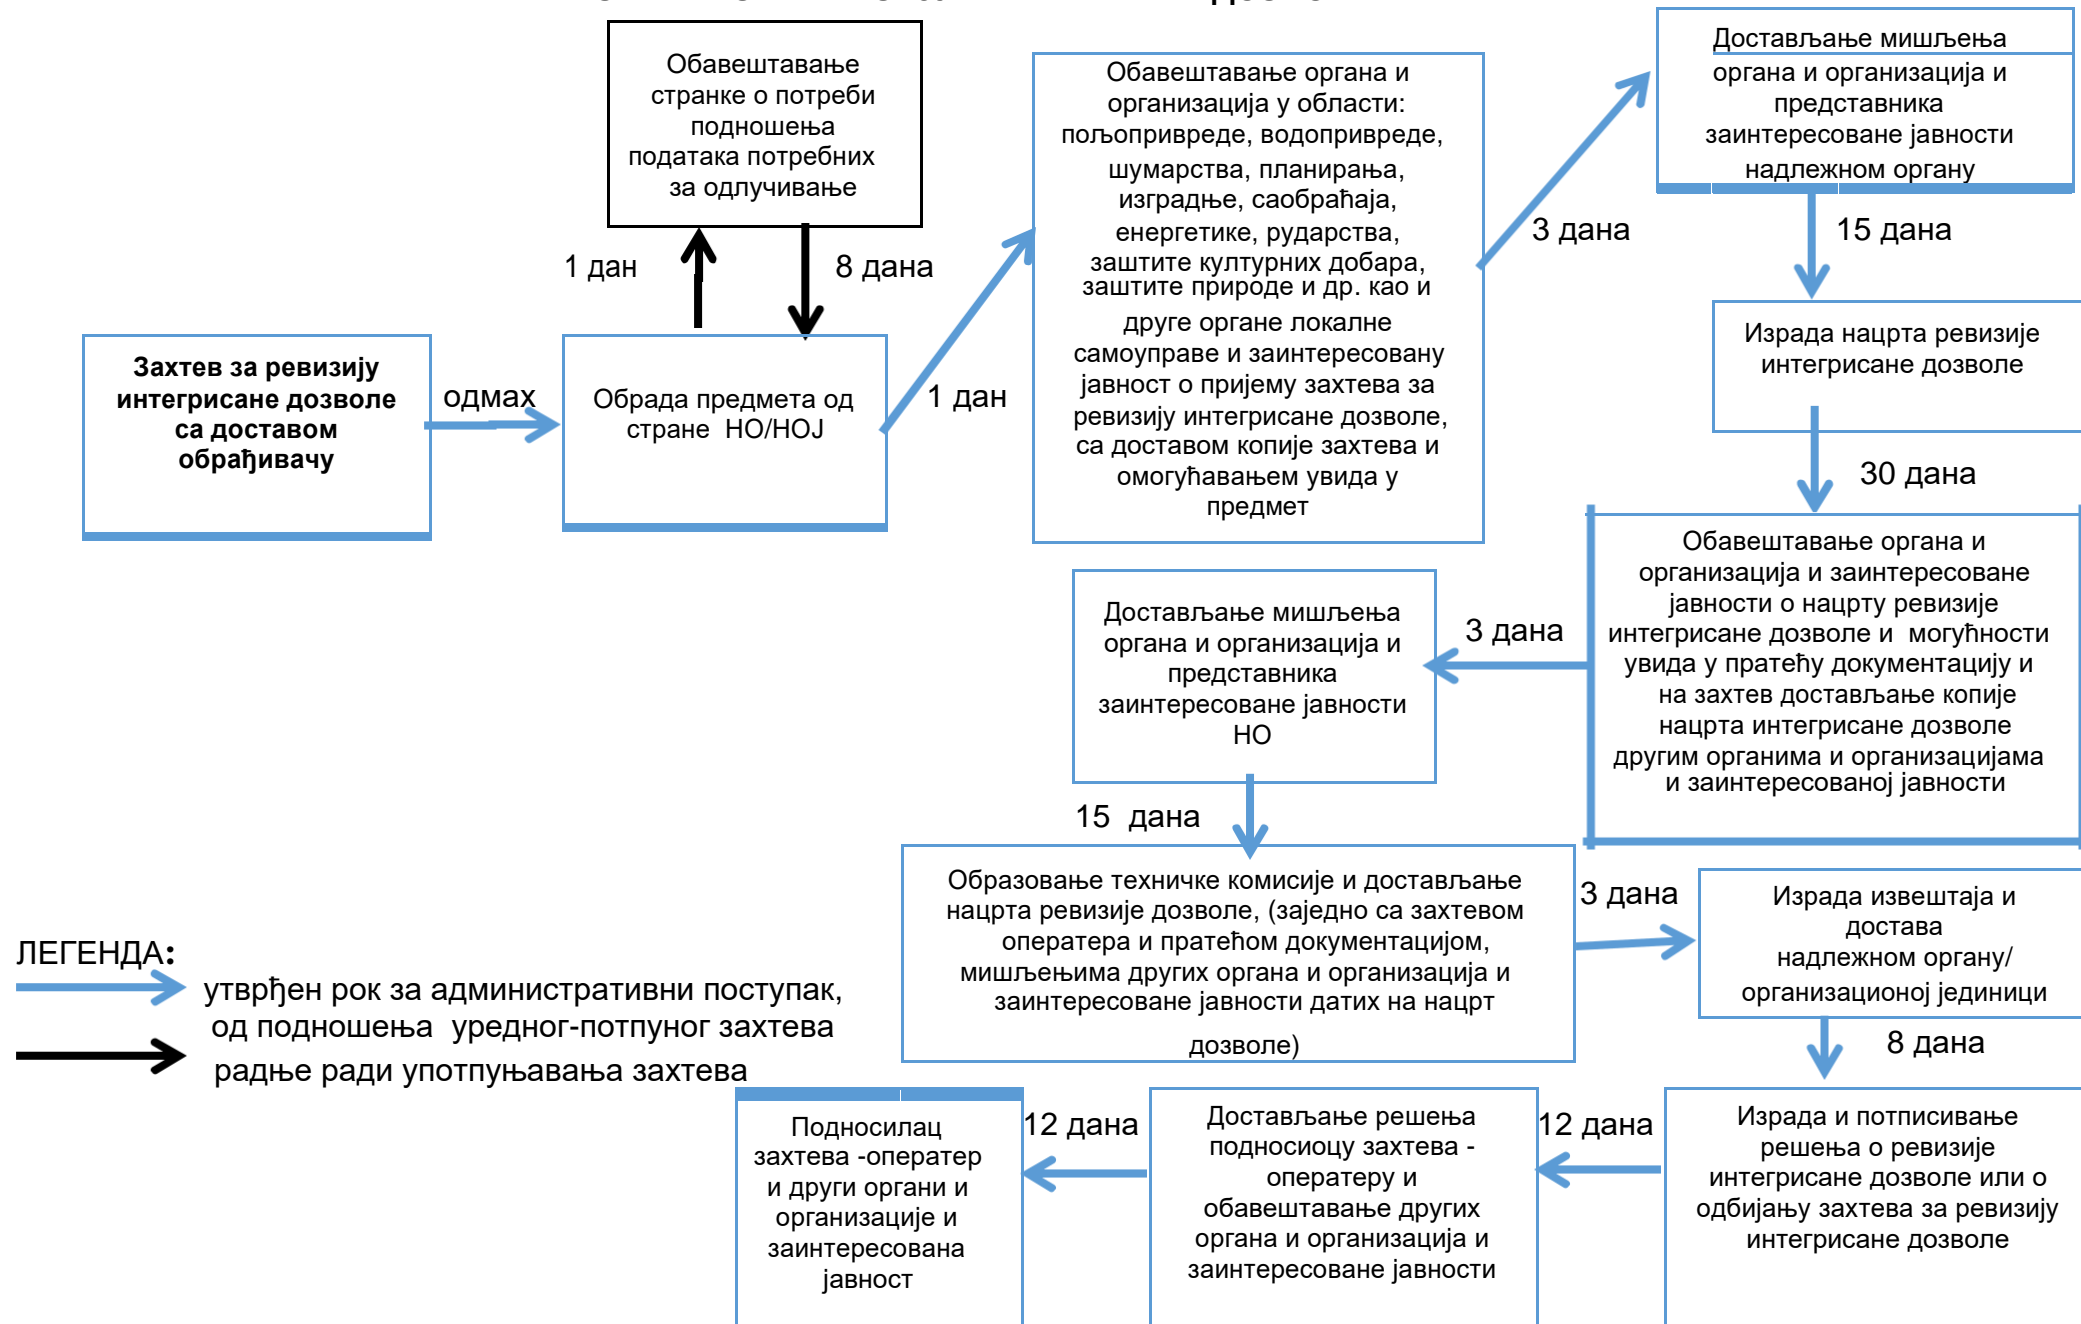 Обавештавање
странке о потреби
подношења
података потребних
за одлучивање
1 дан
8 дана
Захтев за ревизију
интегрисане дозволе
са доставом
обрађивачу
одмах
Обрада предмета од
стране НО/НОЈ
1 дан
Обавештавање органа и
организација у области:
пољопривреде, водопривреде,
шумарства, планирања,
изградње, саобраћаја,
енергетике, рударства,
заштите културних добара,
заштите природе и др. као и
друге органе локалне
самоуправе и заинтересовану
јавност о пријему захтева за
ревизију интегрисане дозволе,
са доставом копије захтева и
омогућавањем увида у
предмет
3 дана
Достављање мишљења
органа и организација и
представника
заинтересоване јавности
надлежном органу
15 дана
Израда нацрта ревизије
интегрисане дозволе
30 дана
Обавештавање органа и
организација и заинтересоване
јавности о нацрту ревизије
интегрисане дозволе и могућности
увида у пратећу документацију и
на захтев достављање копије
нацрта интегрисане дозволе
другим органима и организацијама
и заинтересованој јавности
3 дана
Достављање мишљења
органа и организација и
представника
заинтересоване јавности
НО
15 дана
Образовање техничке комисије и достављање
нацрта ревизије дозволе, (заједно са захтевом
оператера и пратећом документацијом,
мишљењима других органа и организација и
заинтересоване јавности датих на нацрт
дозволе)
3 дана
Израда извештаја и
достава
надлежном органу/
организационој јединици
8 дана
Израда и потписивање
решења о ревизије
интегрисане дозволе или о
одбијању захтева за ревизију
интегрисане дозволе
12 дана
Достављање решења
подносиоцу захтева -
оператеру и
обавештавање других
органа и организација и
заинтересоване јавности
12 дана
Подносилац
захтева -оператер
и други органи и
организације и
заинтересована
јавност
ЛЕГЕНДА:
утврђен рок за административни поступак,
од подношења уредног-потпуног захтева
радње ради употпуњавања захтева